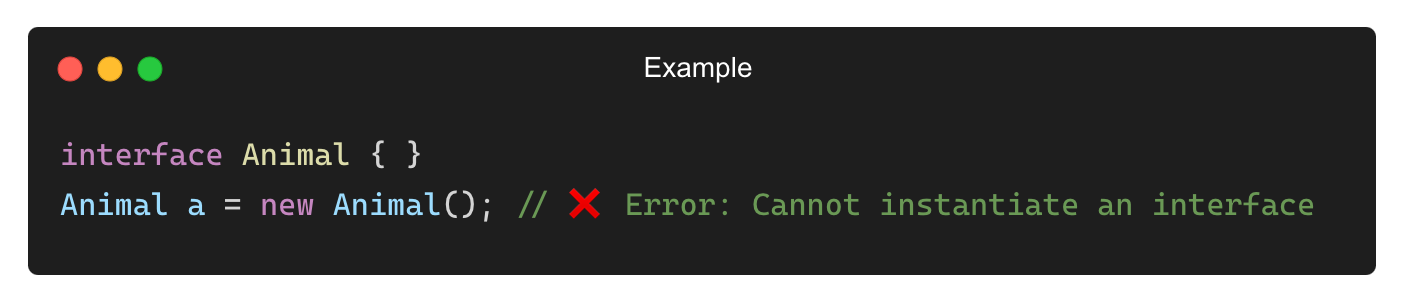 Example
interface Animal { }
Animal a = new Animal(); // ❌ Error: Cannot instantiate an interface